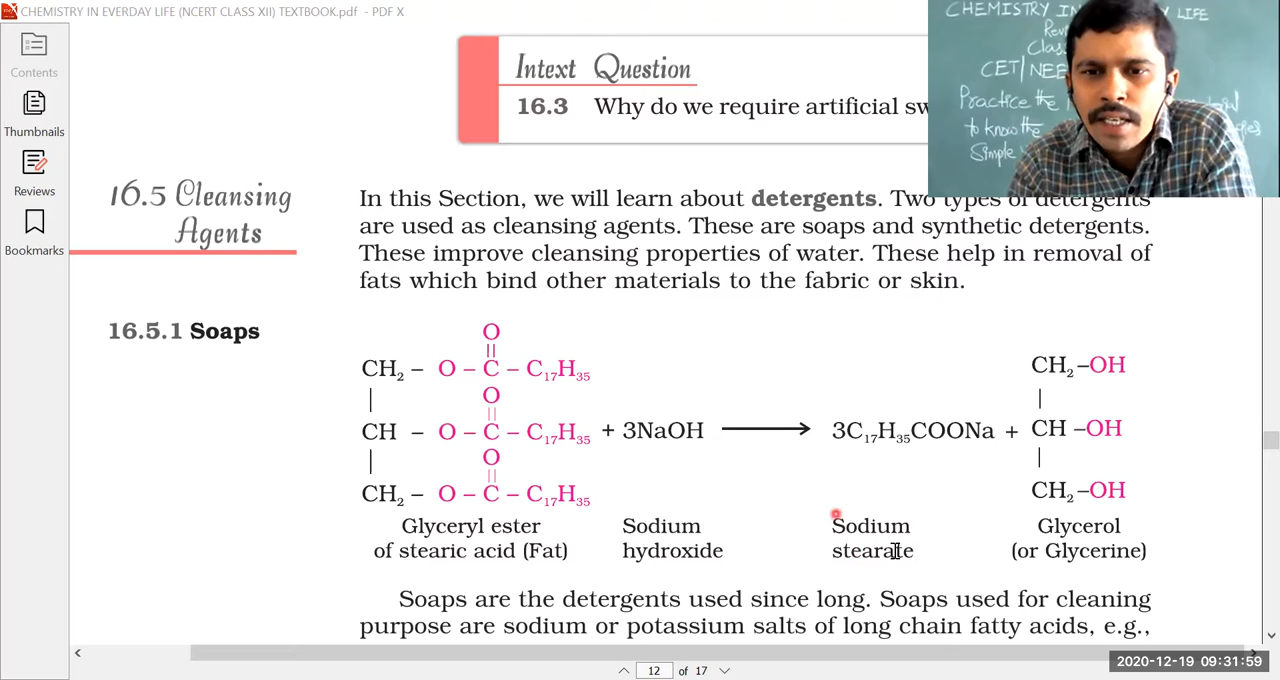 CHEMISTRY IN EVERDAY LIFE (NCERT CLASS XII) TEXTBOOK.pdf - PDF X
CHEMISTRY IN LIFE
CET/NEE
Practice the
to know the
Simple
Contents
Thumbnails
Reviews
Bookmarks
Intext Question
16.3 Why do we require artificial sw
16.5 Cleansing
Agents
In this Section, we will learn about detergents. Two types of detergents
are used as cleansing agents. These are soaps and synthetic detergents.
These improve cleansing properties of water. These help in removal of
fats which bind other materials to the fabric or skin.
16.5.1 Soaps
O
||
CH₂ – O – C – C₁₇H₃₅ CH₂–OH
| O |
||
CH – O – C – C₁₇H₃₅ + 3NaOH ⟶ 3C₁₇H₃₅COONa + CH –OH
| O |
||
CH₂ – O – C – C₁₇H₃₅ CH₂–OH
Glyceryl ester Sodium Sodium Glycerol
of stearic acid (Fat) hydroxide stearate (or Glycerine)
Soaps are the detergents used since long. Soaps used for cleaning
purpose are sodium or potassium salts of long chain fatty acids, e.g.,
12 of 17
2020-12-19 09:31:59